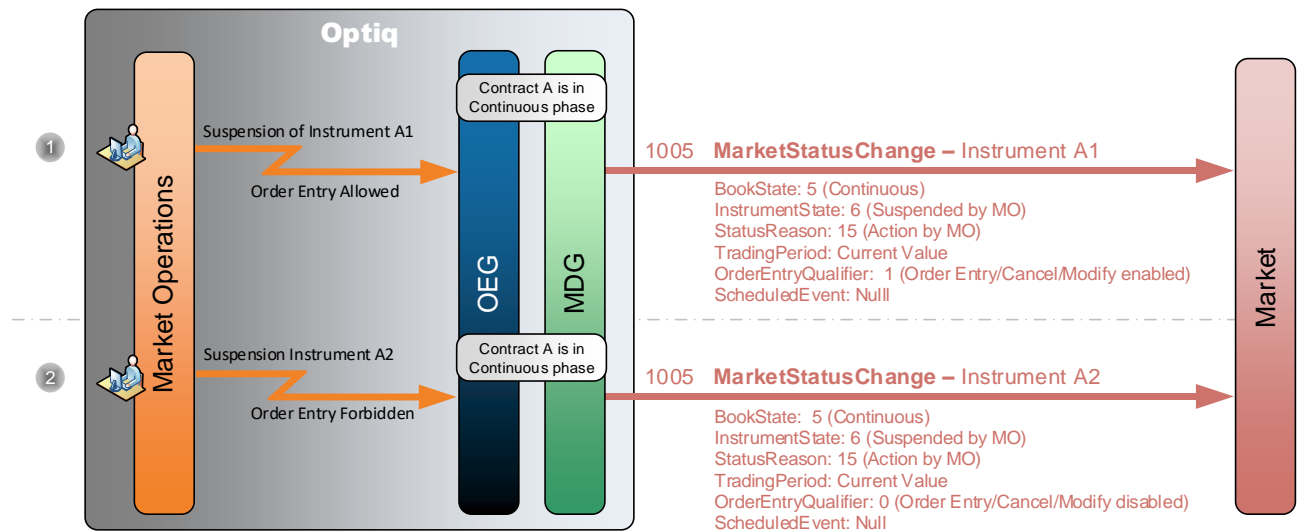 Optiq
Market Operations
OEG
MDG
Market
Contract A is in
Continuous phase
1
Suspension of Instrument A1
Order Entry Allowed
1005 MarketStatusChange – Instrument A1
BookState: 5 (Continuous)
InstrumentState: 6 (Suspended by MO)
StatusReason: 15 (Action by MO)
TradingPeriod: Current Value
OrderEntryQualifier: 1 (Order Entry/Cancel/Modify enabled)
ScheduledEvent: Nulll
Contract A is in
Continuous phase
2
Suspension Instrument A2
Order Entry Forbidden
1005 MarketStatusChange – Instrument A2
BookState: 5 (Continuous)
InstrumentState: 6 (Suspended by MO)
StatusReason: 15 (Action by MO)
TradingPeriod: Current Value
OrderEntryQualifier: 0 (Order Entry/Cancel/Modify disabled)
ScheduledEvent: Null